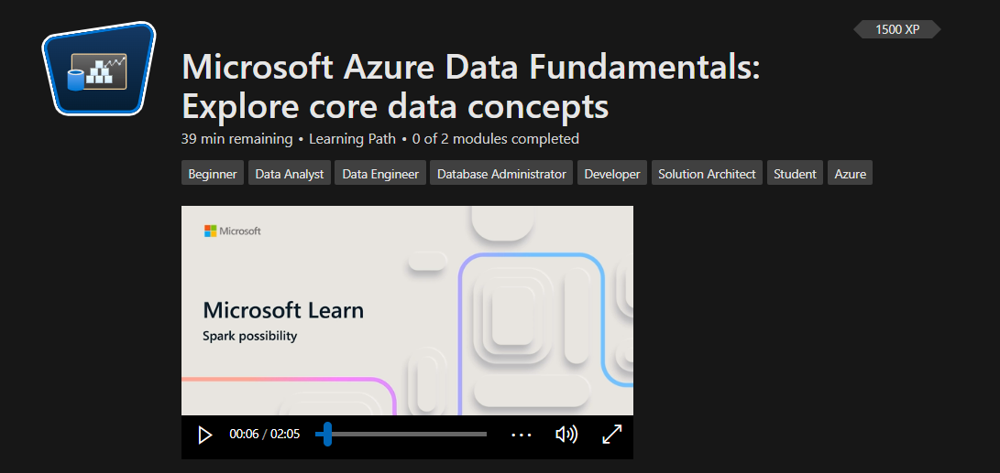 1500 XP
Microsoft Azure Data Fundamentals:
Explore core data concepts
39 min remaining • Learning Path • 0 of 2 modules completed
Beginner Data Analyst Data Engineer Database Administrator Developer Solution Architect Student Azure
Microsoft
Microsoft Learn
Spark possibility
00:06 / 02:05